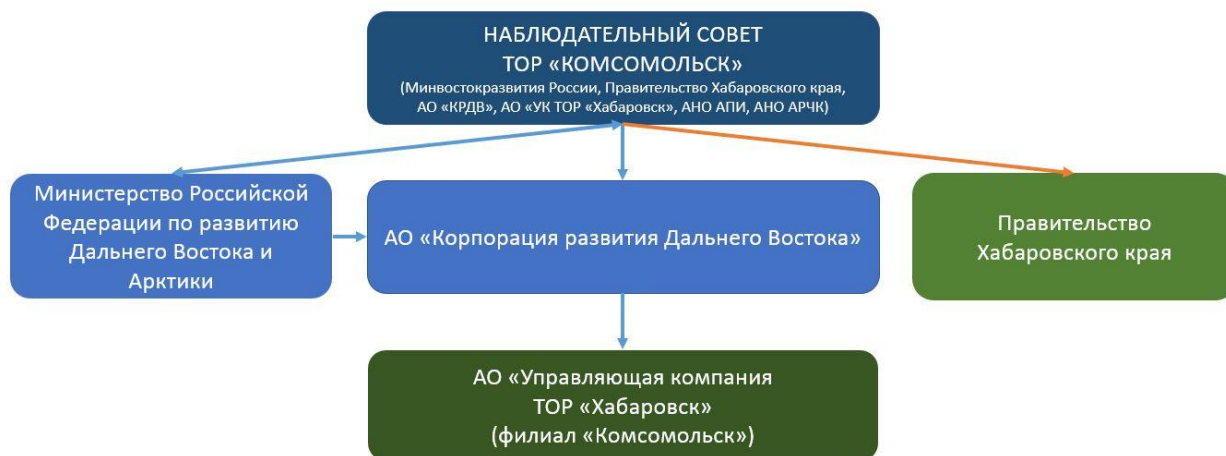 НАБЛЮДАТЕЛЬНЫЙ СОВЕТ
ТОР «КОМСОМОЛЬСК»
(Минвостокразвития России, Правительство Хабаровского края,
АО «КРДВ», АО «УК ТОР «Хабаровск», АНО АПИ, АНО АРЧК)
Министерство Российской
Федерации по развитию
Дальнего Востока и
Арктики
АО «Корпорация развития Дальнего Востока»
Правительство
Хабаровского края
АО «Управляющая компания
ТОР «Хабаровск»
(филиал «Комсомольск»)